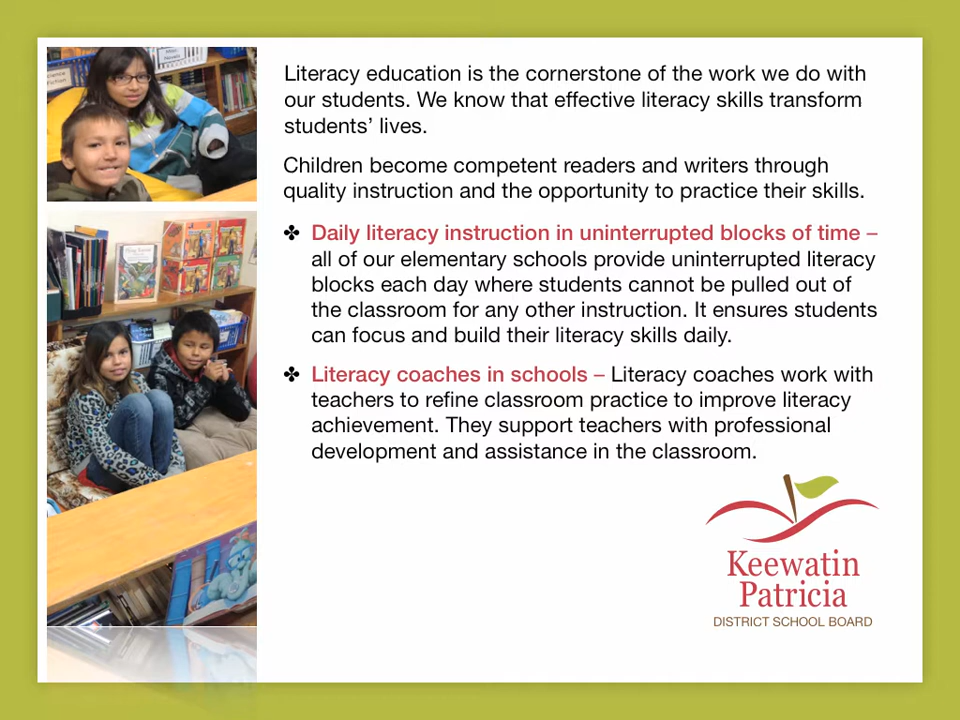 Literacy education is the cornerstone of the work we do with
our students. We know that effective literacy skills transform
students’ lives.
Children become competent readers and writers through
quality instruction and the opportunity to practice their skills.
✤ Daily literacy instruction in uninterrupted blocks of time –
all of our elementary schools provide uninterrupted literacy
blocks each day where students cannot be pulled out of
the classroom for any other instruction. It ensures students
can focus and build their literacy skills daily.
✤ Literacy coaches in schools – Literacy coaches work with
teachers to refine classroom practice to improve literacy
achievement. They support teachers with professional
development and assistance in the classroom.
Keewatin
Patricia
DISTRICT SCHOOL BOARD